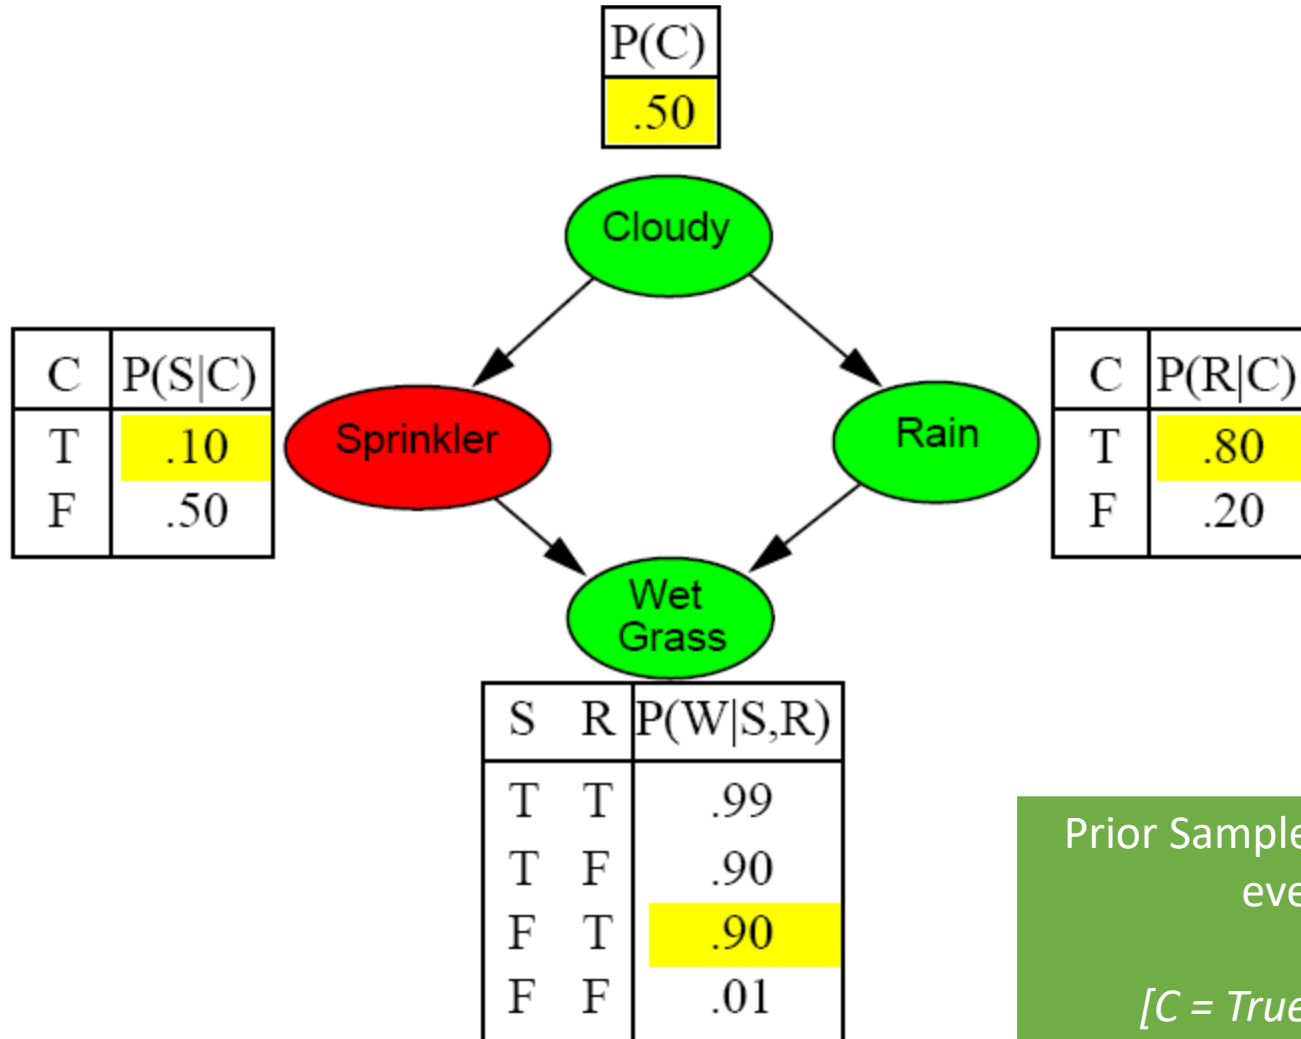 P(C)
.50
Cloudy
C P(S|C)
T .10
F .50
Sprinkler
Rain
C P(R|C)
T .80
F .20
Wet
Grass
S R P(W|S,R)
T T .99
T F .90
F T .90
F F .01
Prior Sample
eve
[C = True